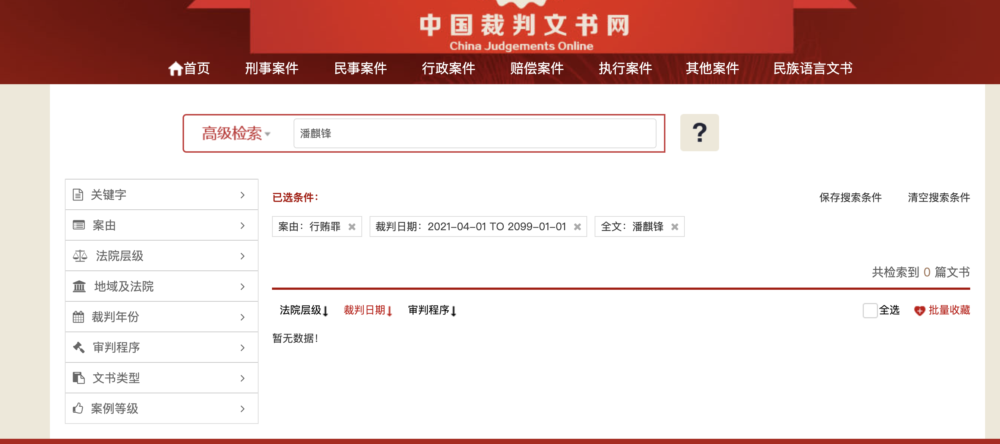 中国裁判文书网
China Judgements Online
首页 刑事案件 民事案件 行政案件 赔偿案件 执行案件 其他案件 民族语言文书
高级检索 潘麒锋 ?
关键字
案由
法院层级
地域及法院
裁判年份
审判程序
文书类型
案例等级
已选条件： 保存搜索条件 清空搜索条件
案由：行贿罪 裁判日期：2021-04-01 TO 2099-01-01 全文：潘麒锋
共检索到 0 篇文书
法院层级 裁判日期 审判程序 全选 批量收藏
暂无数据！